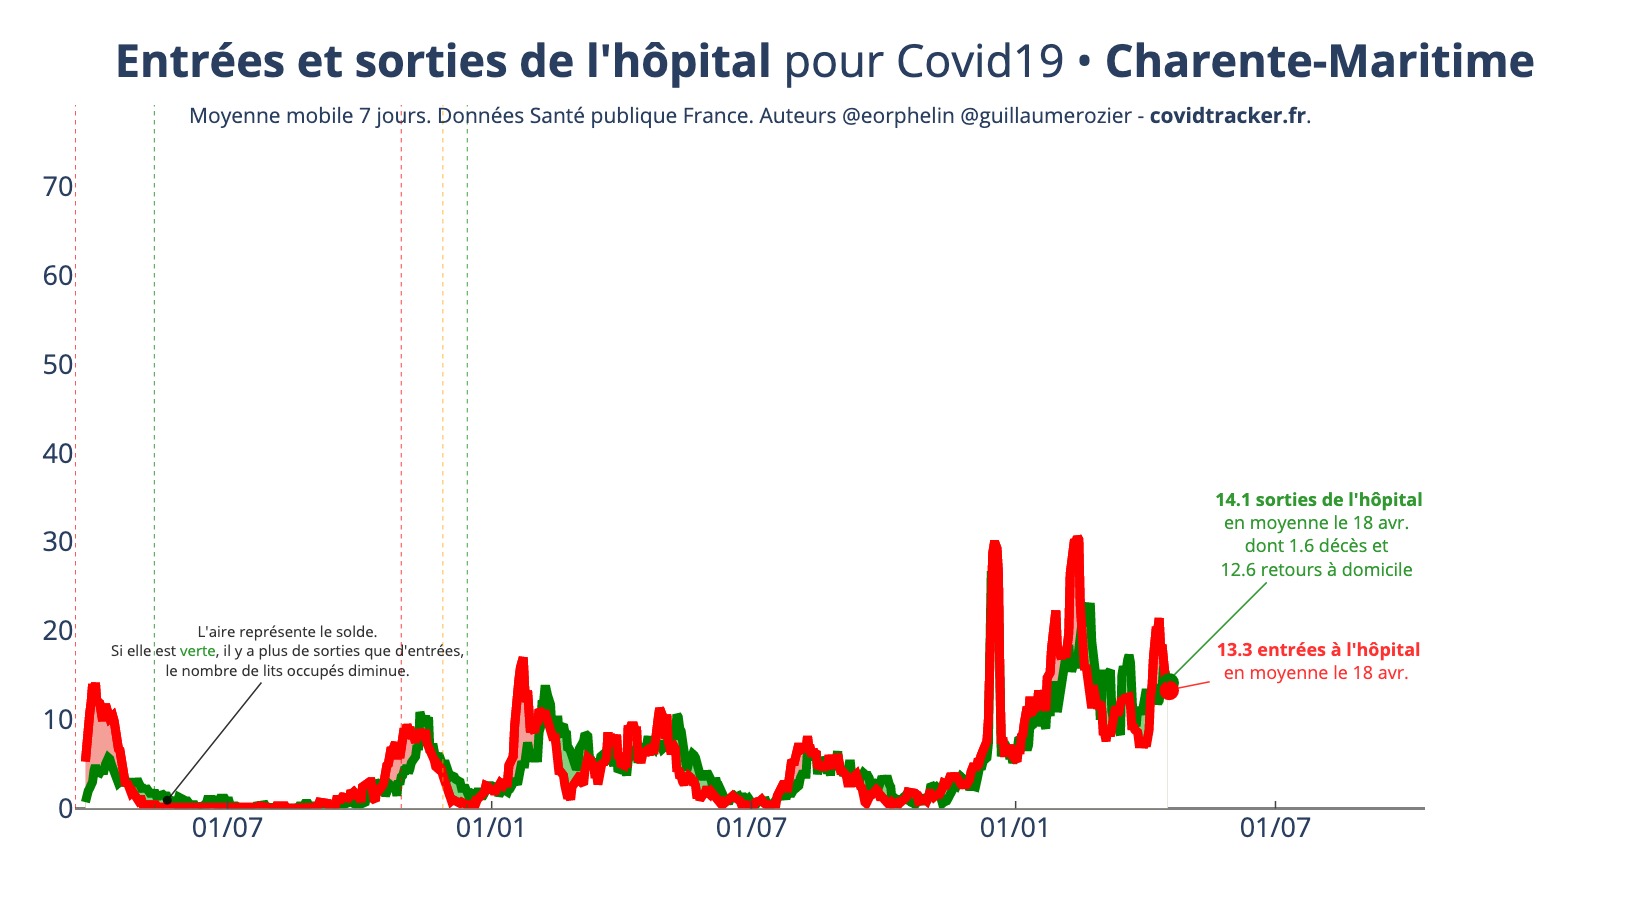 Entrées et sorties de l'hôpital pour Covid19 • Charente-Maritime
Moyenne mobile 7 jours. Données Santé publique France. Auteurs @eorphelin @guillaumerozier - covidtracker.fr.
70
60
50
40
30
20
10
0
14.1 sorties de l'hôpital
en moyenne le 18 avr.
dont 1.6 décès et
12.6 retours à domicile
13.3 entrées à l'hôpital
en moyenne le 18 avr.
L'aire représente le solde.
Si elle est verte, il y a plus de sorties que d'entrées,
le nombre de lits occupés diminue.
01/07
01/01
01/07
01/01
01/07